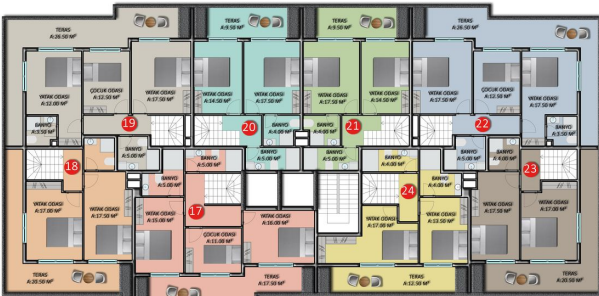 TERAS
A:26.50 M²
TERAS
A:9.50 M²
TERAS
A:9.50 M²
TERAS
A:26.50 M²
YATAK ODASI
A:12.00 M²
ÇOCUK ODASI
A:12.50 M²
YATAK ODASI
A:17.50 M²
YATAK ODASI
A:14.50 M²
YATAK ODASI
A:17.50 M²
YATAK ODASI
A:17.50 M²
YATAK ODASI
A:14.50 M²
YATAK ODASI
A:17.50 M²
ÇOCUK ODASI
A:12.50 M²
YATAK ODASI
A:17.50 M²
BANYO
A:3.50 M²
19
20
BANYO
A:4.00 M²
BANYO
A:4.00 M²
21
22
BANYO
A:3.50 M²
BANYO
A:5.00 M²
BANYO
A:5.00 M²
BANYO
A:5.00 M²
BANYO
A:4.00 M²
BANYO
A:5.00 M²
BANYO
A:4.00 M²
18
BANYO
A:5.00 M²
BANYO
A:5.00 M²
BANYO
A:4.00 M²
23
24
17
YATAK ODASI
A:17.00 M²
YATAK ODASI
A:17.50 M²
YATAK ODASI
A:15.00 M²
ÇOCUK ODASI
A:11.00 M²
YATAK ODASI
A:16.00 M²
YATAK ODASI
A:17.00 M²
YATAK ODASI
A:13.50 M²
YATAK ODASI
A:17.50 M²
YATAK ODASI
A:17.00 M²
TERAS
A:20.50 M²
TERAS
A:17.50 M²
TERAS
A:12.50 M²
TERAS
A:20.50 M²